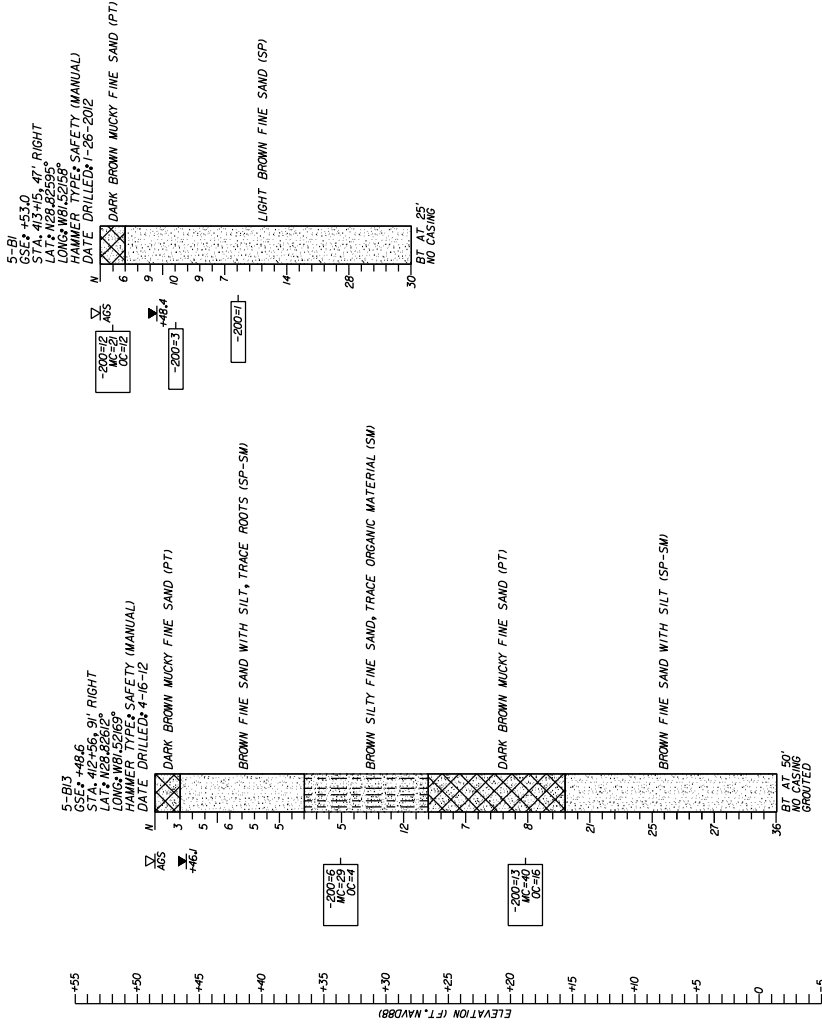 5-B1
GSE: +53.0
STA. 413+15, 47' RIGHT
LAT: N28.82595°
LONG: W81.52158°
HAMMER TYPE: SAFETY (MANUAL)
DATE DRILLED: 1-26-2012
N
6
9
10
9
7
14
28
30
DARK BROWN MUCKY FINE SAND (PT)
LIGHT BROWN FINE SAND (SP)
BT AT 25'
NO CASING
AGS
+48.4
-200=12
MC=21
OC=12
-200=3
-200=1
5-B13
GSE: +48.6
STA. 412+56, 91' RIGHT
LAT: N28.82612°
LONG: W81.52169°
HAMMER TYPE: SAFETY (MANUAL)
DATE DRILLED: 4-16-12
N
3
5
6
5
5
5
12
7
8
21
25
27
36
DARK BROWN MUCKY FINE SAND (PT)
BROWN FINE SAND WITH SILT, TRACE ROOTS (SP-SM)
BROWN SILTY FINE SAND, TRACE ORGANIC MATERIAL (SM)
DARK BROWN MUCKY FINE SAND (PT)
BROWN FINE SAND WITH SILT (SP-SM)
BT AT 50'
NO CASING
GROUTED
AGS
+46.1
-200=6
MC=29
OC=4
-200=13
MC=40
OC=16
+55
+50
+45
+40
+35
+30
+25
+20
+15
+10
+5
0
-5
ELEVATION (FT. NAVD88)